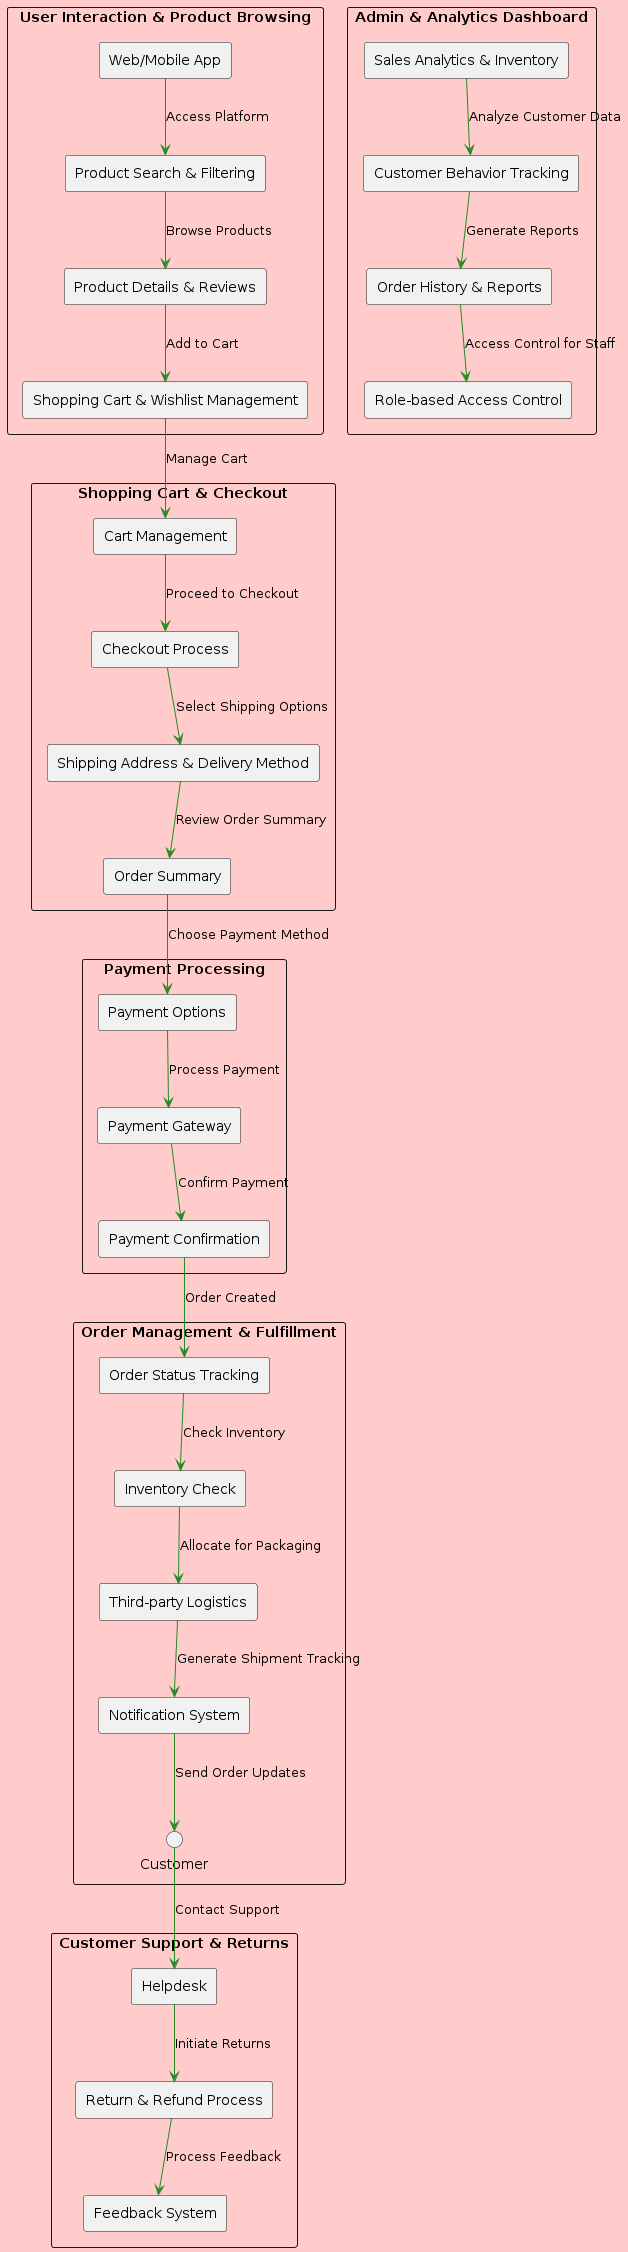 User Interaction & Product Browsing
Web/Mobile App
Access Platform
Product Search & Filtering
Browse Products
Product Details & Reviews
Add to Cart
Shopping Cart & Wishlist Management
Manage Cart
Admin & Analytics Dashboard
Sales Analytics & Inventory
Analyze Customer Data
Customer Behavior Tracking
Generate Reports
Order History & Reports
Access Control for Staff
Role-based Access Control
Shopping Cart & Checkout
Cart Management
Proceed to Checkout
Checkout Process
Select Shipping Options
Shipping Address & Delivery Method
Review Order Summary
Order Summary
Choose Payment Method
Payment Processing
Payment Options
Process Payment
Payment Gateway
Confirm Payment
Payment Confirmation
Order Created
Order Management & Fulfillment
Order Status Tracking
Check Inventory
Inventory Check
Allocate for Packaging
Third-party Logistics
Generate Shipment Tracking
Notification System
Send Order Updates
Customer
Contact Support
Customer Support & Returns
Helpdesk
Initiate Returns
Return & Refund Process
Process Feedback
Feedback System